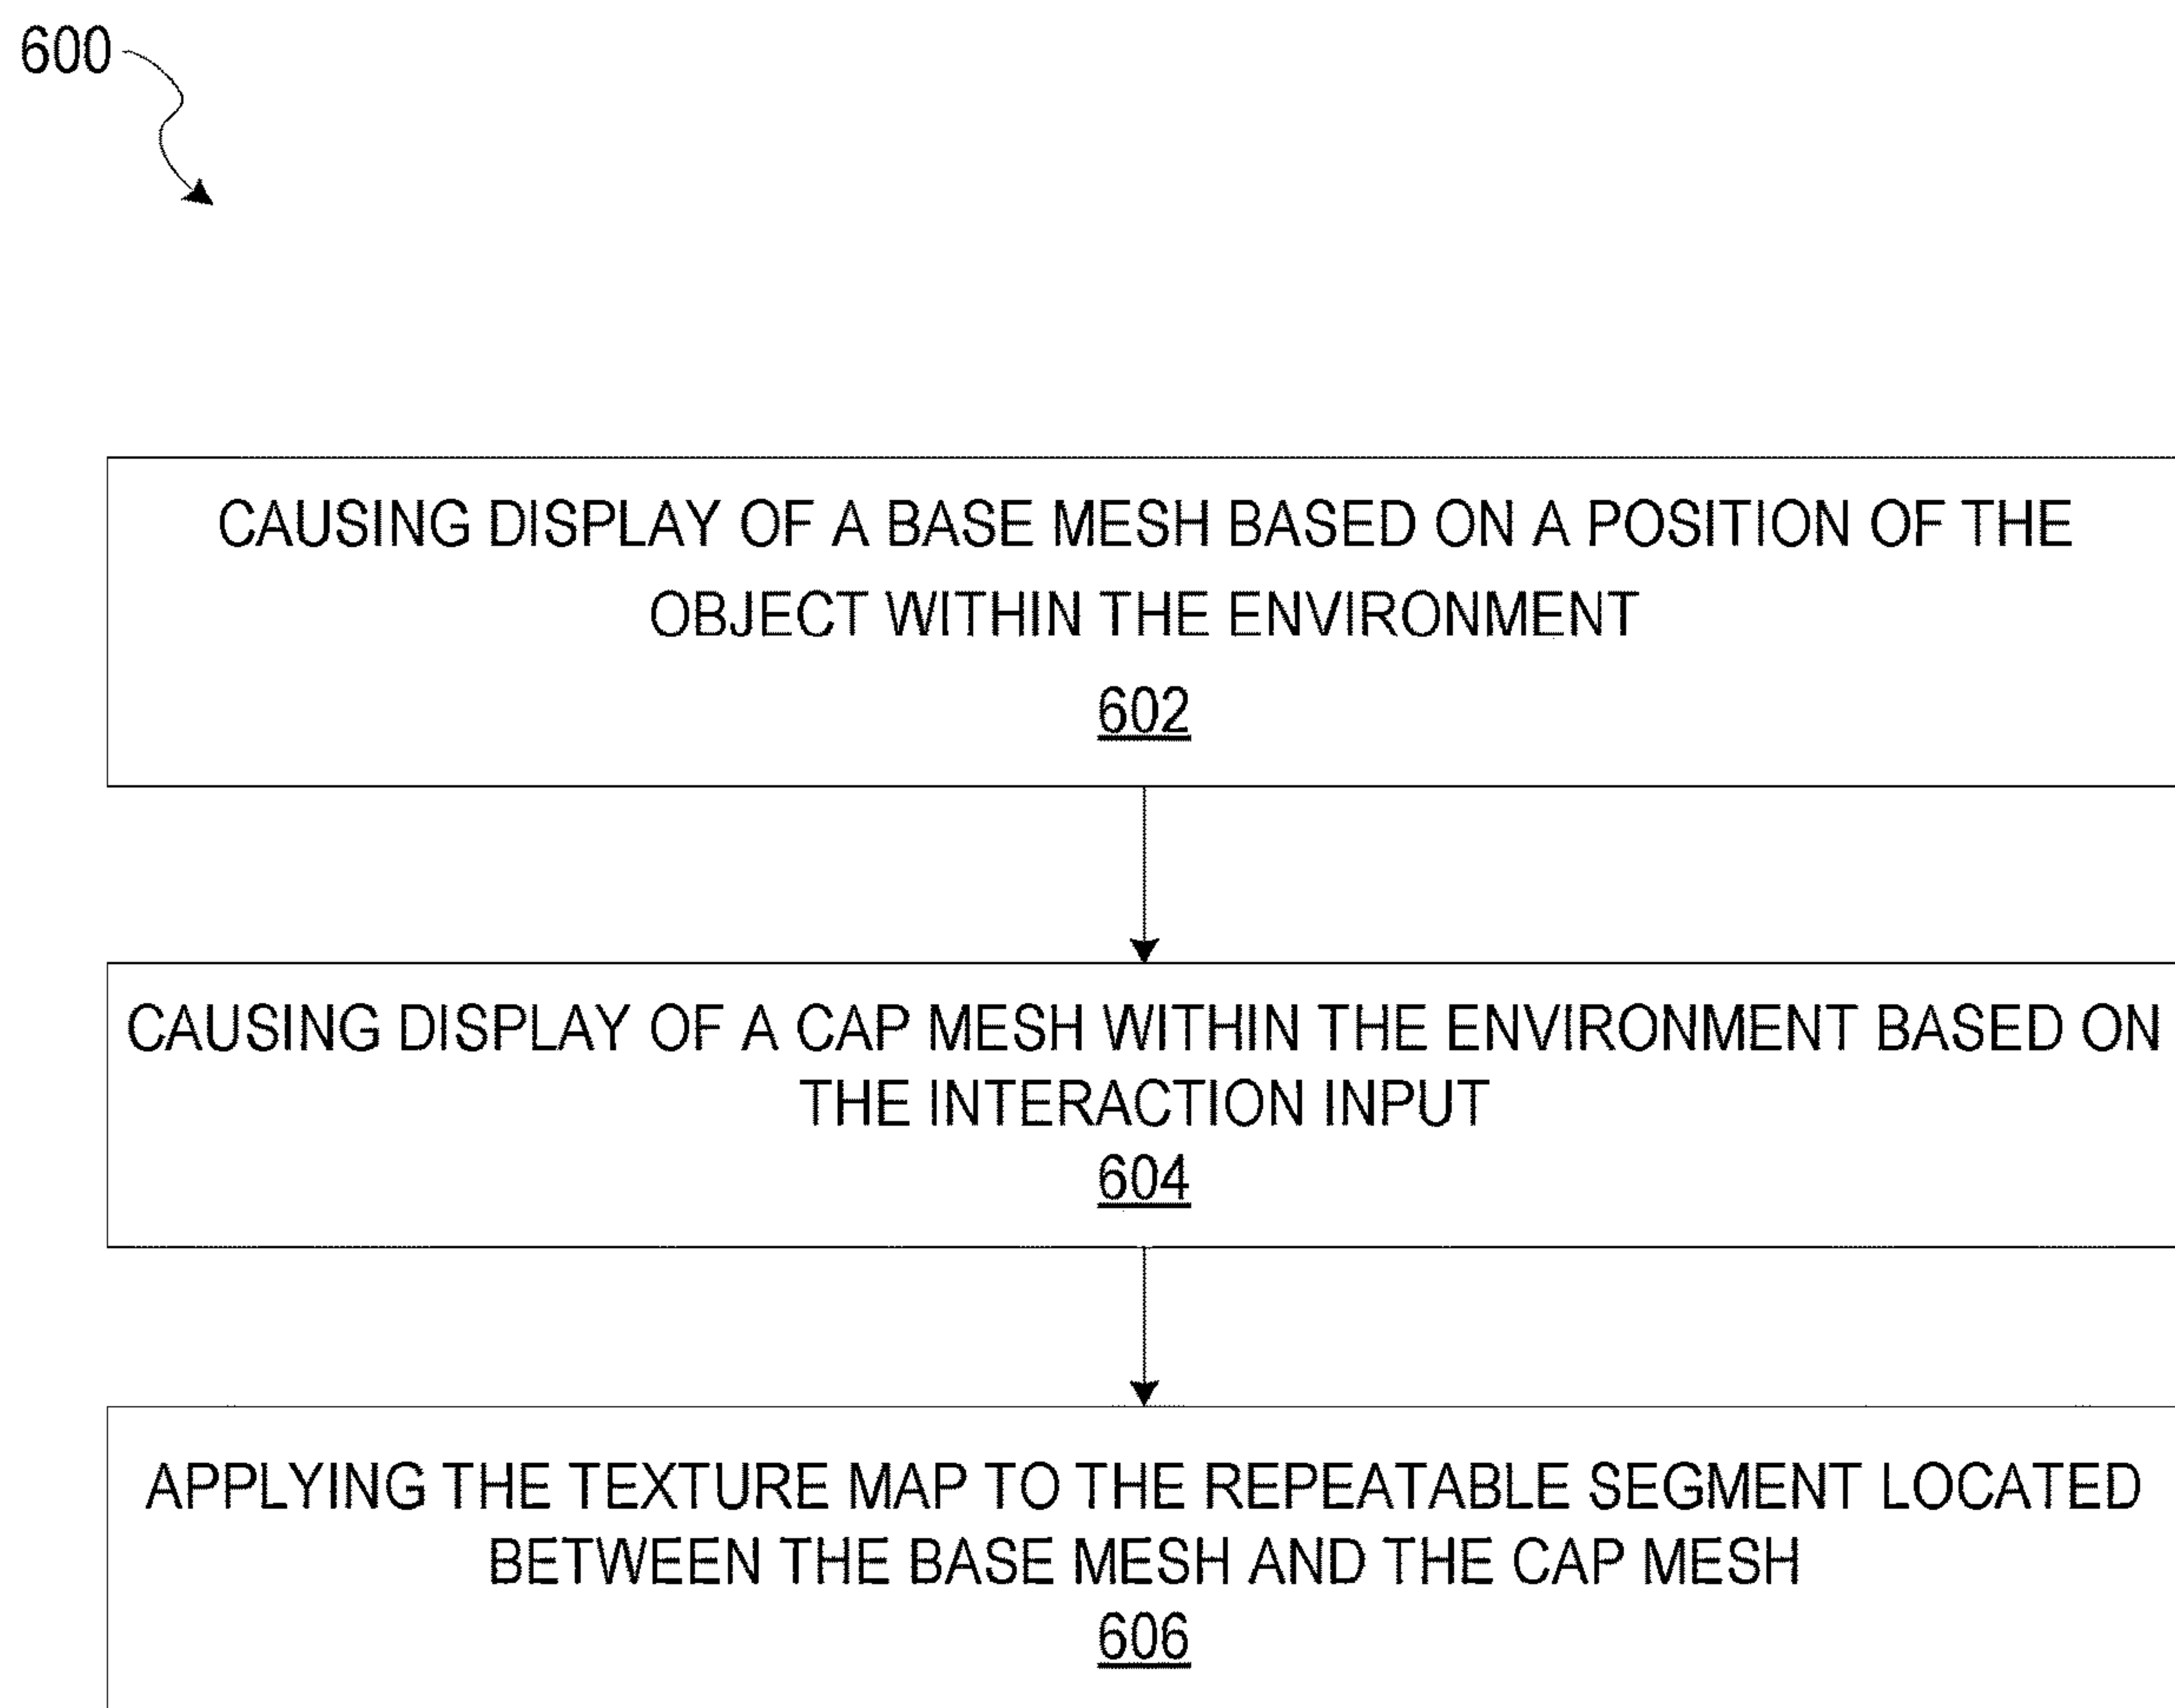 600
CAUSING DISPLAY OF A BASE MESH BASED ON A POSITION OF THE
OBJECT WITHIN THE ENVIRONMENT
602
CAUSING DISPLAY OF A CAP MESH WITHIN THE ENVIRONMENT BASED ON
THE INTERACTION INPUT
604
APPLYING THE TEXTURE MAP TO THE REPEATABLE SEGMENT LOCATED
BETWEEN THE BASE MESH AND THE CAP MESH
606